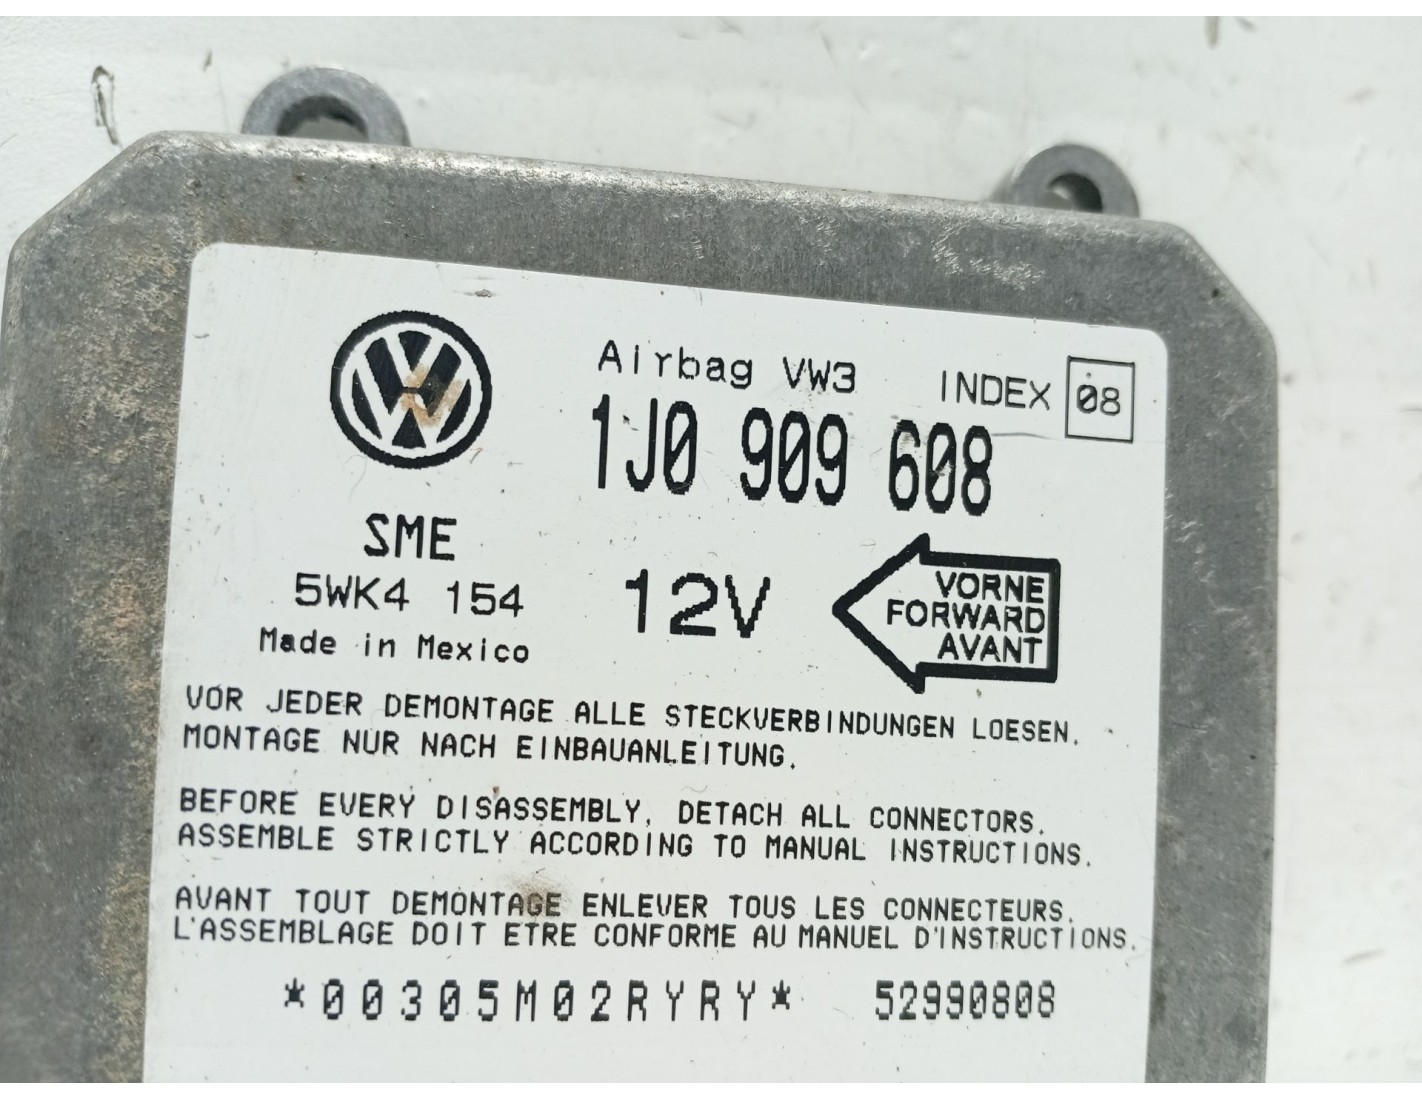 Airbag VW3 INDEX 08
1J0 909 608
SME
5WK4 154 12V
Made in Mexico
VORNE
FORWARD
AVANT
VOR JEDER DEMONTAGE ALLE STECKVERBINDUNGEN LOESEN.
MONTAGE NUR NACH EINBAUANLEITUNG.
BEFORE EVERY DISASSEMBLY, DETACH ALL CONNECTORS.
ASSEMBLE STRICTLY ACCORDING TO MANUAL INSTRUCTIONS.
AVANT TOUT DEMONTAGE ENLEVER TOUS LES CONNECTEURS.
L'ASSEMBLAGE DOIT ETRE CONFORME AU MANUEL D'INSTRUCTIONS.
*00305M02RYRY* 52990808